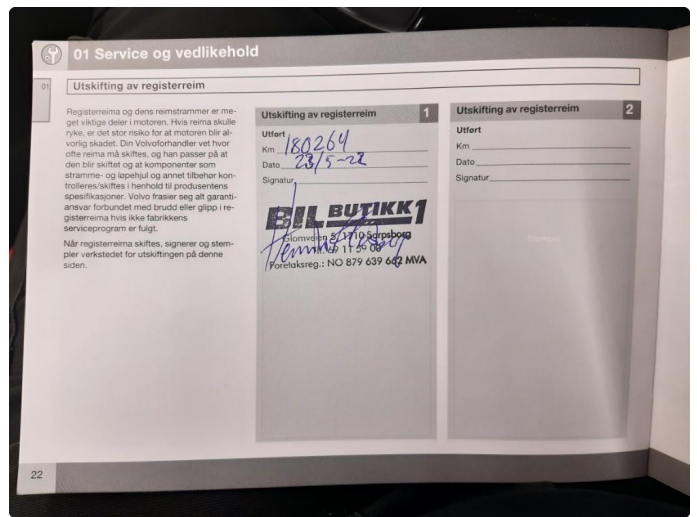 01 Service og vedlikehold
01
Utskifting av registerreim
Registerreima og dens reimstrammer er me-
get viktige deler i motoren. Hvis reima skulle
ryke, er det stor risiko for at motoren blir al-
vorlig skadet. Din Volvoforhandler vet hvor
ofte reima må skiftes, og han passer på at
den blir skiftet og at komponenter som
stramme- og løpehjul og annet tilbehør kon-
trolleres/skiftes i henhold til produsentens
spesifikasjoner. Volvo frasier seg alt garanti-
ansvar forbundet med brudd eller glipp i re-
gisterreima hvis ikke fabrikkens
serviceprogram er fulgt.
Når registerreima skiftes, signerer og stem-
pler verkstedet for utskiftingen på denne
siden.
Utskifting av registerreim 1
Utført
Km 180264
Dato 23/5-22
Signatur
BIL BUTIKK1
Glomveien 8, 1710 Sarpsborg
69 11 56 00
Foretaksreg.: NO 879 639 662 MVA
Utskifting av registerreim 2
Utført
Km
Dato
Signatur
22